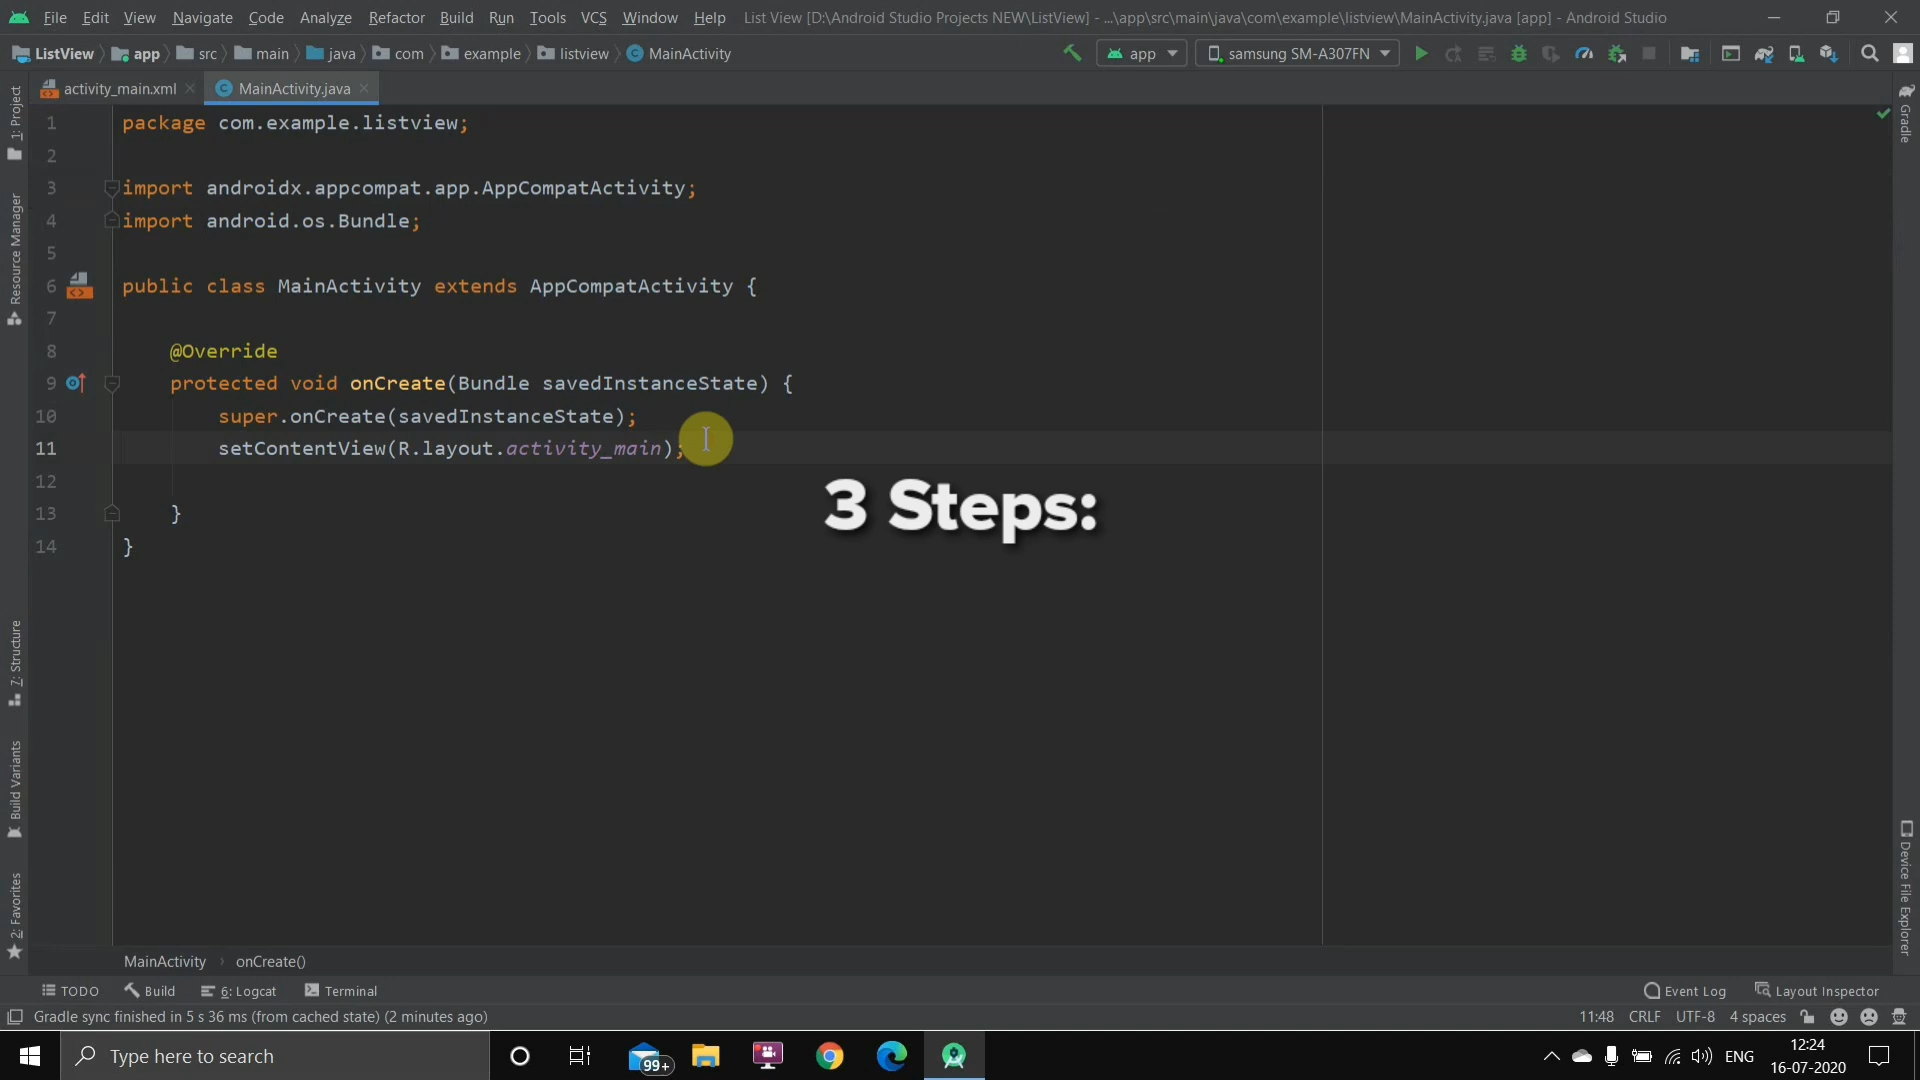 File Edit View Navigate Code Analyze Refactor Build Run Tools VCS Window Help List View [D:\Android Studio Projects NEW\ListView] - ...\app\src\main\java\com\example\listview\MainActivity.java [app] - Android Studio
ListView app src main java com example listview MainActivity app samsung SM-A307FN
activity_main.xml MainActivity.java
1: Project
Resource Manager
7: Structure
Build Variants
2: Favorites
Gradle
Device File Explorer
1 package com.example.listview;
2
3 import androidx.appcompat.app.AppCompatActivity;
4 import android.os.Bundle;
5
6 public class MainActivity extends AppCompatActivity {
7
8 @Override
9 protected void onCreate(Bundle savedInstanceState) {
10 super.onCreate(savedInstanceState);
11 setContentView(R.layout.activity_main);
12
13 }
14 }
3 Steps:
MainActivity › onCreate()
TODO Build 6: Logcat Terminal Event Log Layout Inspector
Gradle sync finished in 5 s 36 ms (from cached state) (2 minutes ago) 11:48 CRLF UTF-8 4 spaces
Type here to search 99+ ENG 12:24
16-07-2020